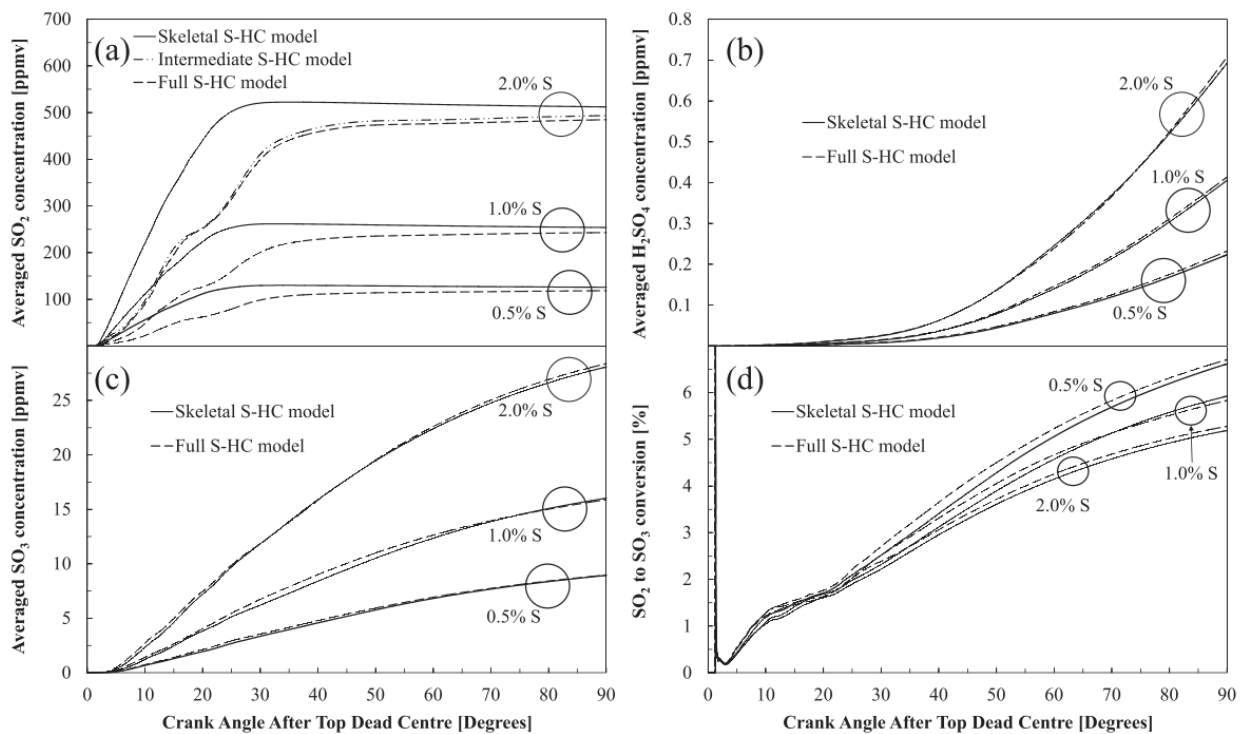 (a)
Skeletal S-HC model
Intermediate S-HC model
Full S-HC model
2.0% S
1.0% S
0.5% S
Averaged SO2 concentration [ppmv]
700
600
500
400
300
200
100
(b)
Skeletal S-HC model
Full S-HC model
2.0% S
1.0% S
0.5% S
Averaged H2SO4 concentration [ppmv]
0.8
0.7
0.6
0.5
0.4
0.3
0.2
0.1
(c)
Skeletal S-HC model
Full S-HC model
2.0% S
1.0% S
0.5% S
Averaged SO3 concentration [ppmv]
25
20
15
10
5
0
0 10 20 30 40 50 60 70 80 90
Crank Angle After Top Dead Centre [Degrees]
(d)
Skeletal S-HC model
Full S-HC model
0.5% S
1.0% S
2.0% S
SO2 to SO3 conversion [%]
6
5
4
3
2
1
0
0 10 20 30 40 50 60 70 80 90
Crank Angle After Top Dead Centre [Degrees]